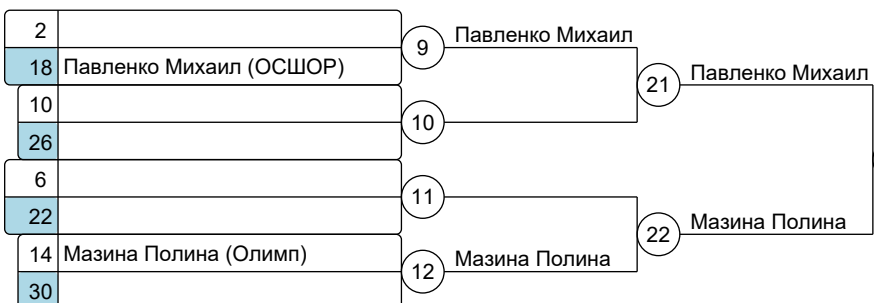 2
9 Павленко Михаил
18 Павленко Михаил (ОСШОР)
21 Павленко Михаил
10
10
26
6
11
22
22 Мазина Полина
14 Мазина Полина (Олимп)
12 Мазина Полина
30